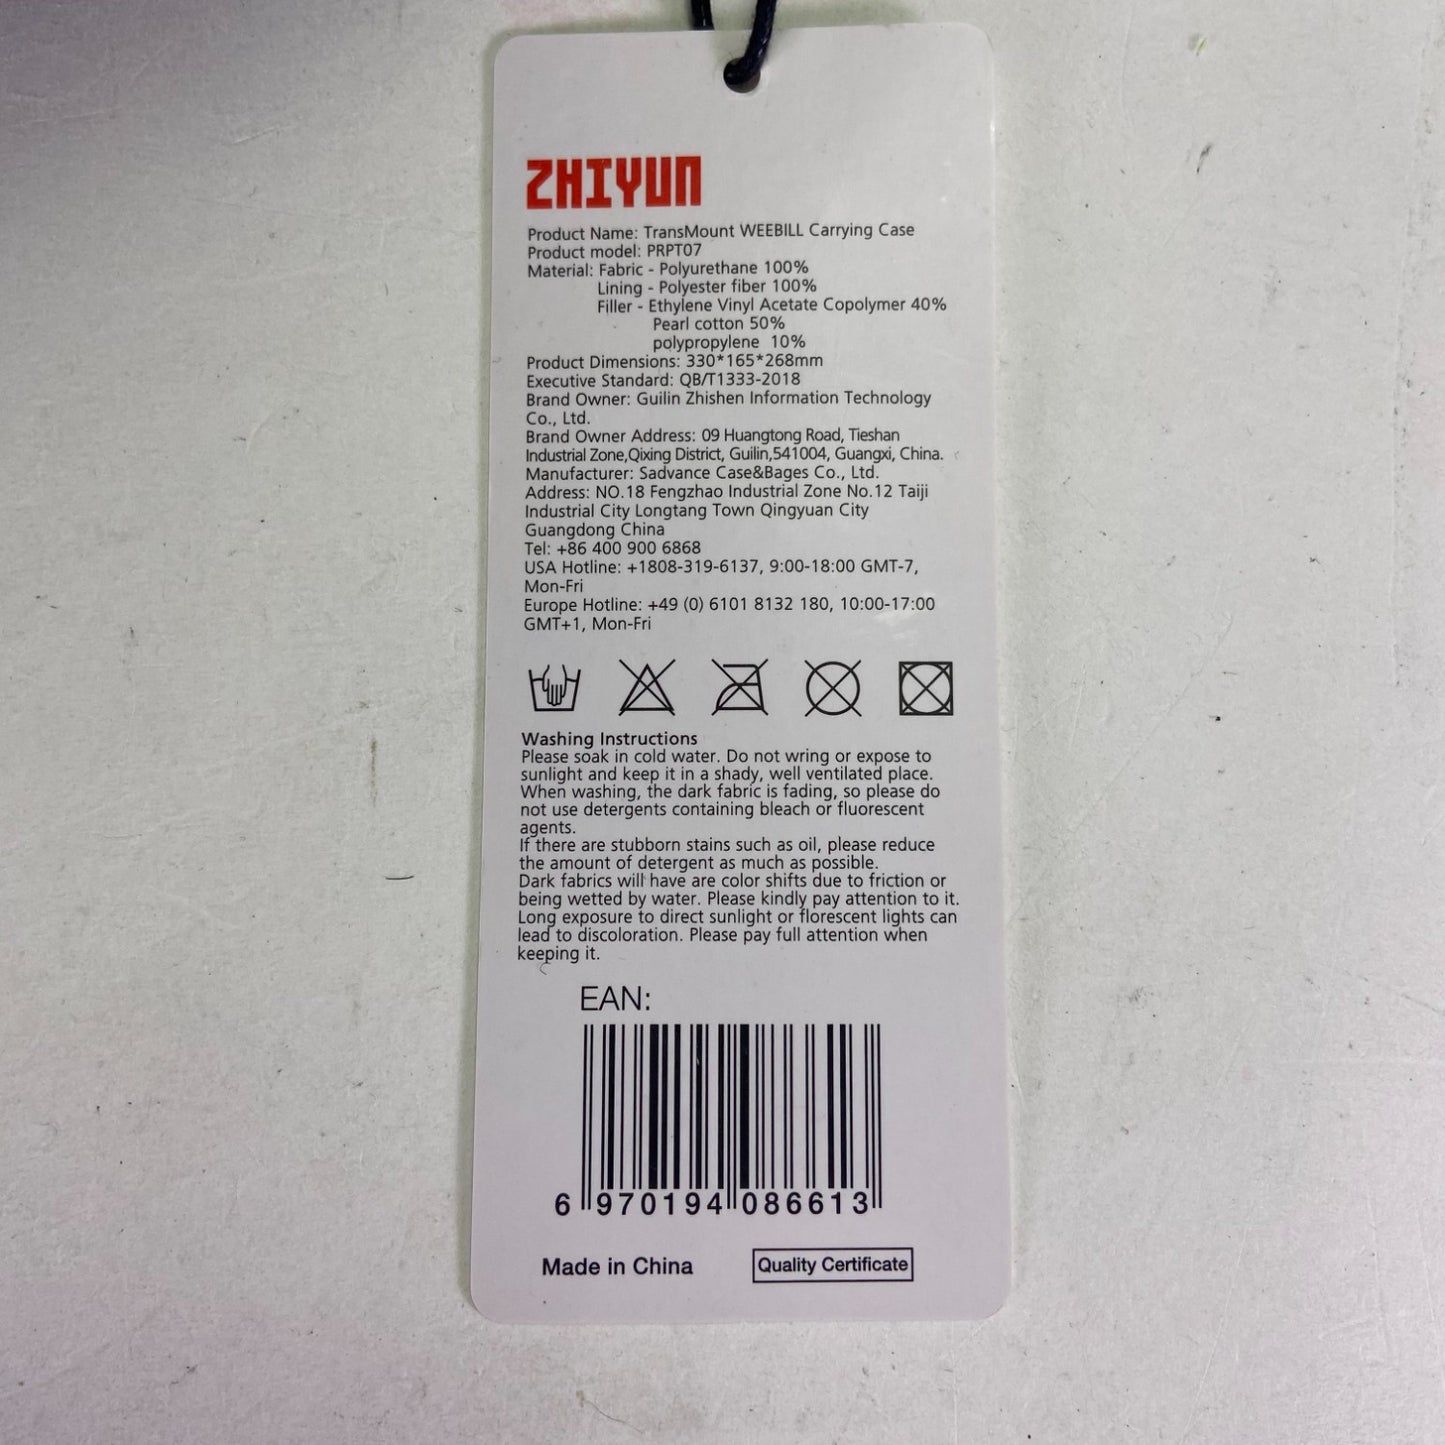 ZHIYUN
Product Name: TransMount WEEBILL Carrying Case
Product model: PRPT07
Material: Fabric - Polyurethane 100%
Lining - Polyester fiber 100%
Filler - Ethylene Vinyl Acetate Copolymer 40%
Pearl cotton 50%
polypropylene 10%
Product Dimensions: 330*165*268mm
Executive Standard: QB/T1333-2018
Brand Owner: Guilin Zhishen Information Technology
Co., Ltd.
Brand Owner Address: 09 Huangtong Road, Tieshan
Industrial Zone,Qixing District, Guilin,541004, Guangxi, China.
Manufacturer: Sadvance Case&Bages Co., Ltd.
Address: NO.18 Fengzhao Industrial Zone No.12 Taiji
Industrial City Longtang Town Qingyuan City
Guangdong China
Tel: +86 400 900 6868
USA Hotline: +1808-319-6137, 9:00-18:00 GMT-7,
Mon-Fri
Europe Hotline: +49 (0) 6101 8132 180, 10:00-17:00
GMT+1, Mon-Fri
Washing Instructions
Please soak in cold water. Do not wring or expose to
sunlight and keep it in a shady, well ventilated place.
When washing, the dark fabric is fading, so please do
not use detergents containing bleach or fluorescent
agents.
If there are stubborn stains such as oil, please reduce
the amount of detergent as much as possible.
Dark fabrics will have are color shifts due to friction or
being wetted by water. Please kindly pay attention to it.
Long exposure to direct sunlight or florescent lights can
lead to discoloration. Please pay full attention when
keeping it.
EAN:
6 970194 086613
Made in China
Quality Certificate